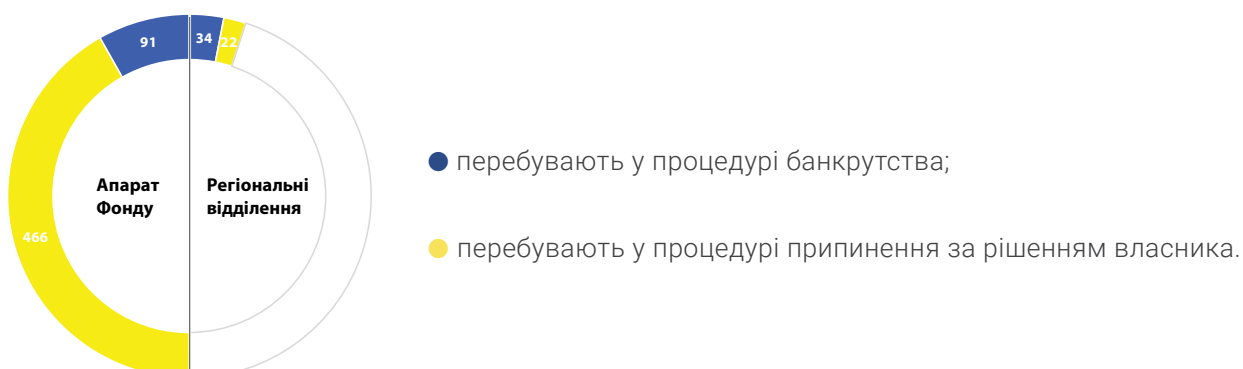 91
34
22
466
Апарат
Фонду
Регіональні
відділення
перебувають у процедурі банкрутства;
перебувають у процедурі припинення за рішенням власника.